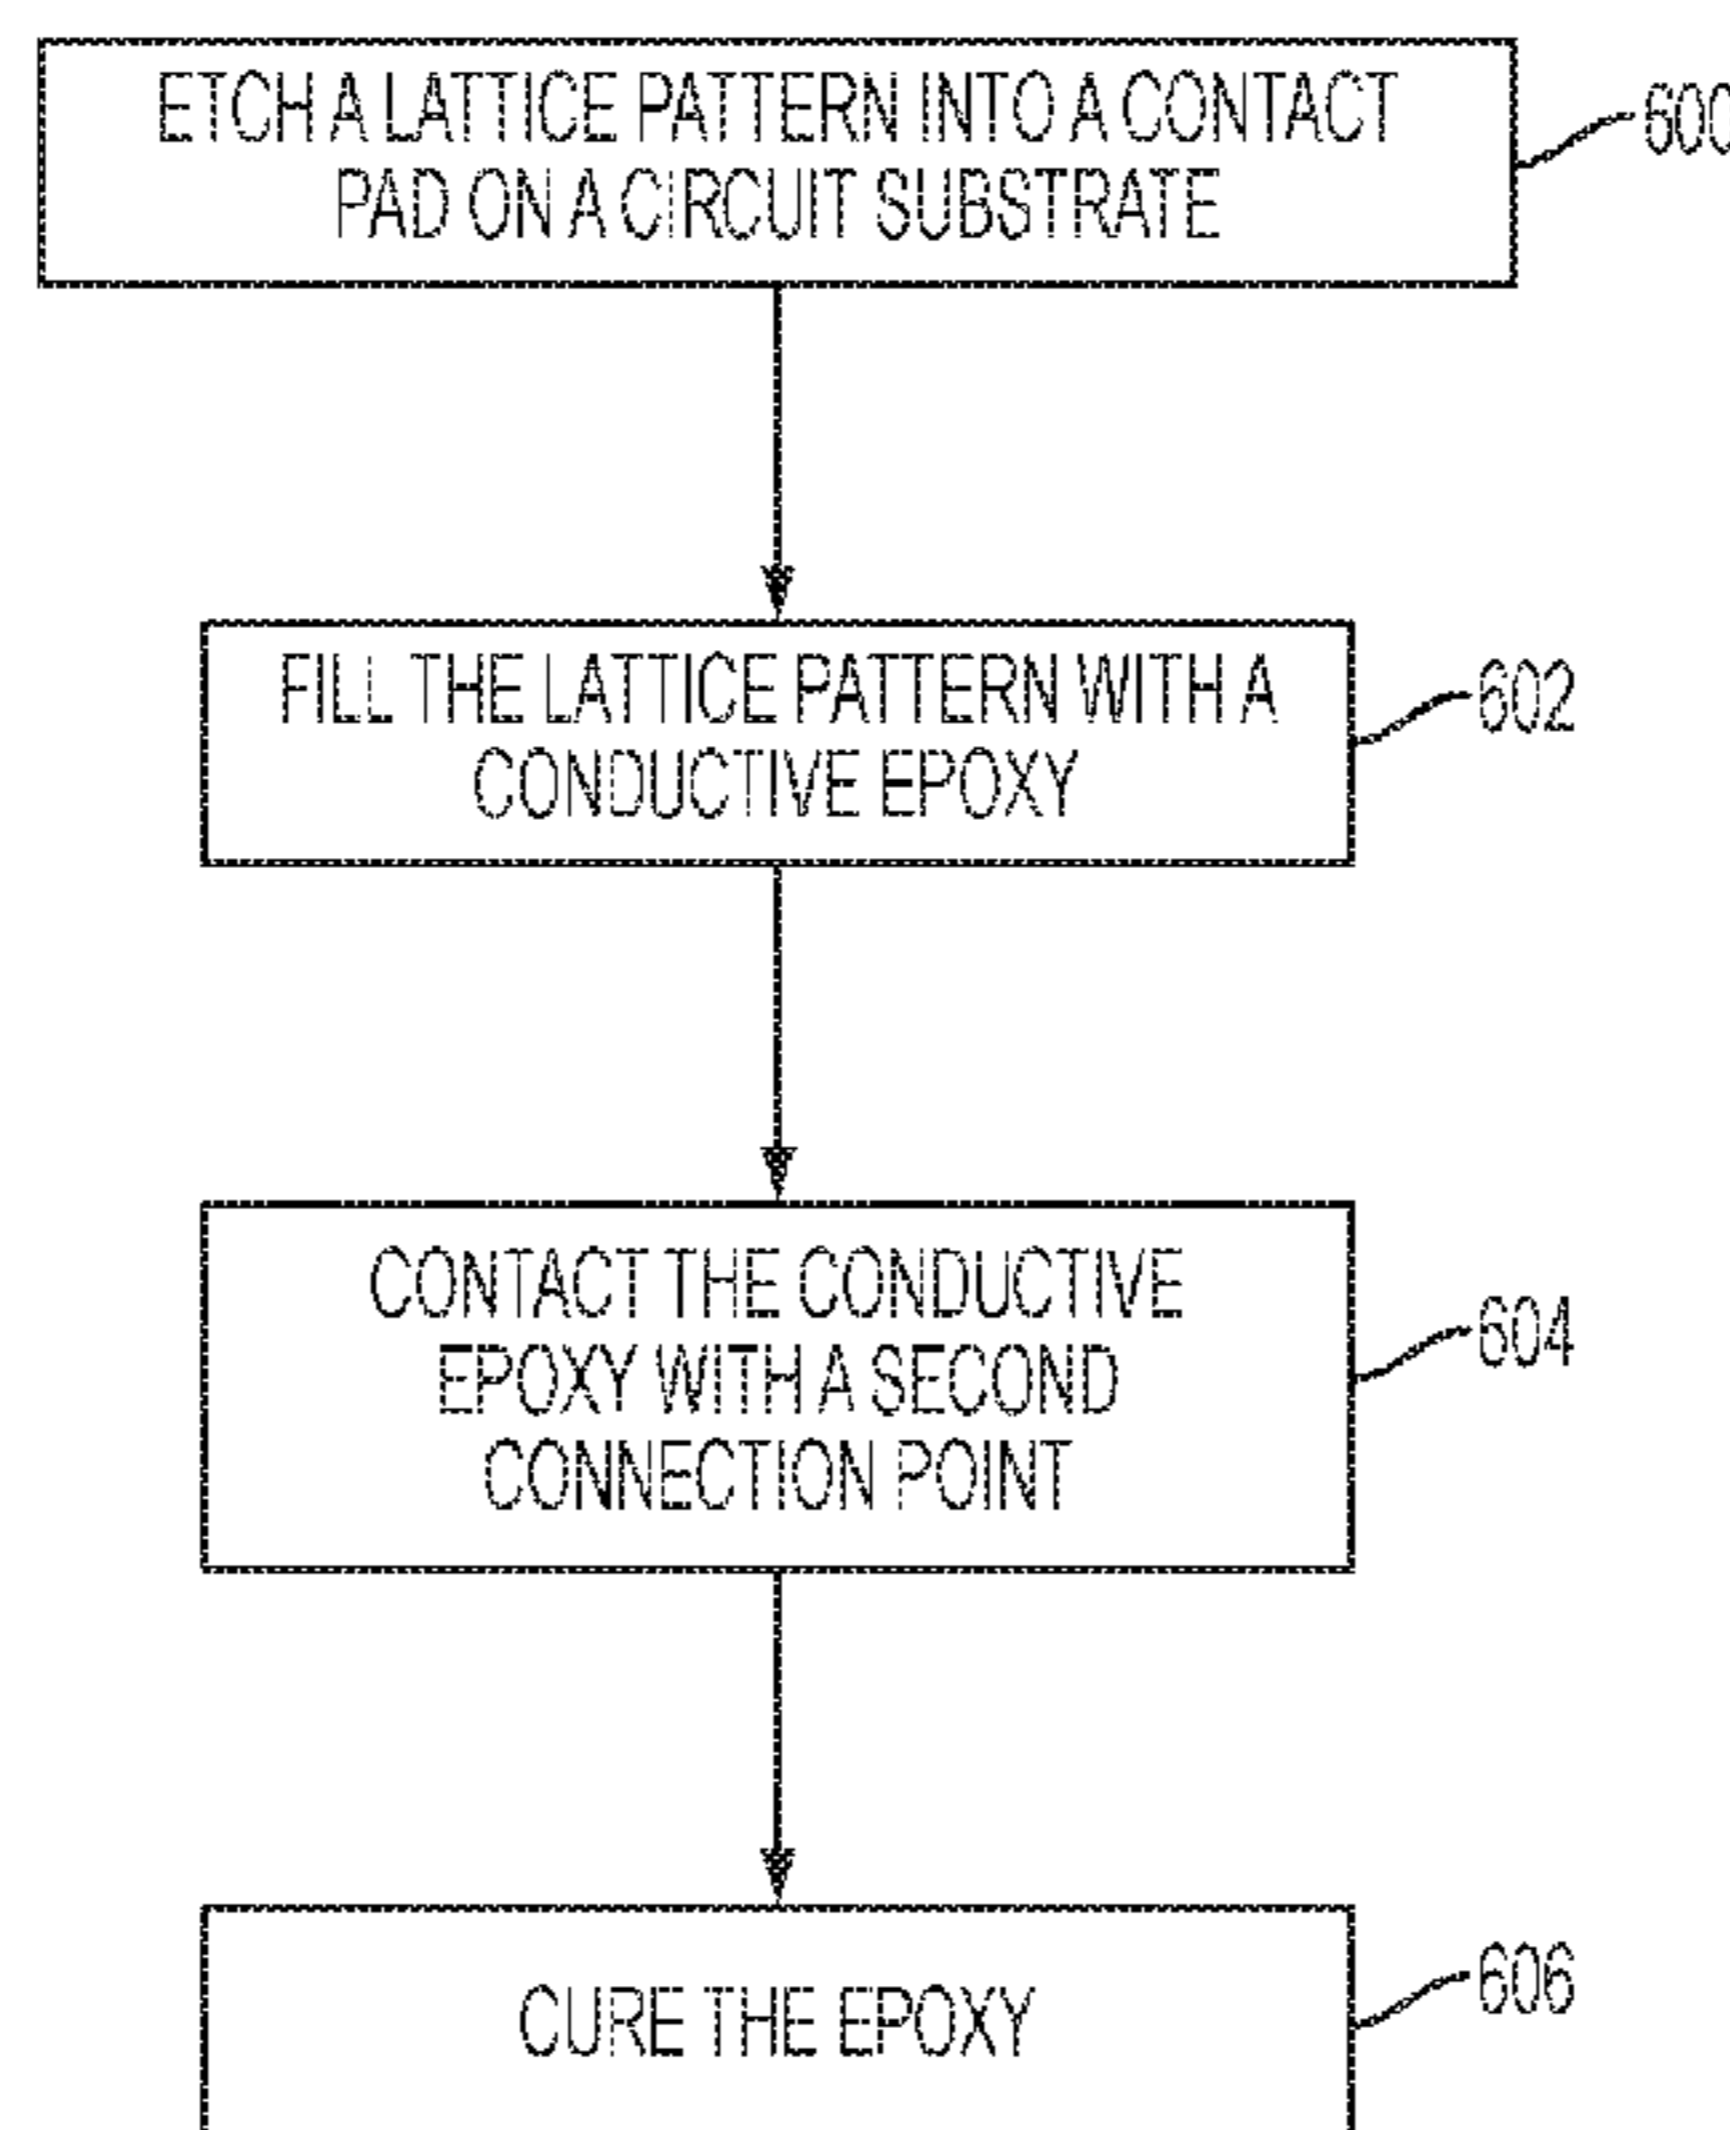 ETCH A LATTICE PATTERN INTO A CONTACT
PAD ON A CIRCUIT SUBSTRATE
600
FILL THE LATTICE PATTERN WITH A
CONDUCTIVE EPOXY
602
CONTACT THE CONDUCTIVE
EPOXY WITH A SECOND
CONNECTION POINT
604
CURE THE EPOXY
606